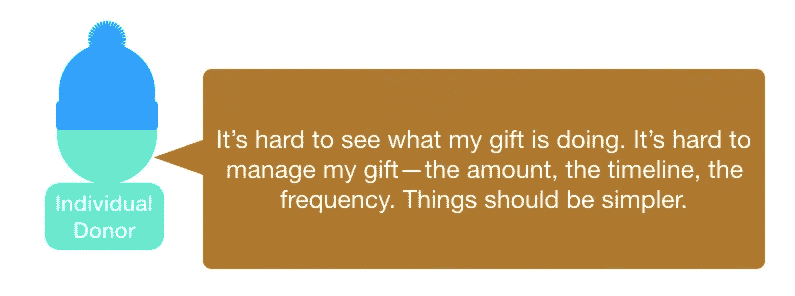 It’s hard to see what my gift is doing. It’s hard to
manage my gift—the amount, the timeline, the
frequency. Things should be simpler.
Individual
Donor